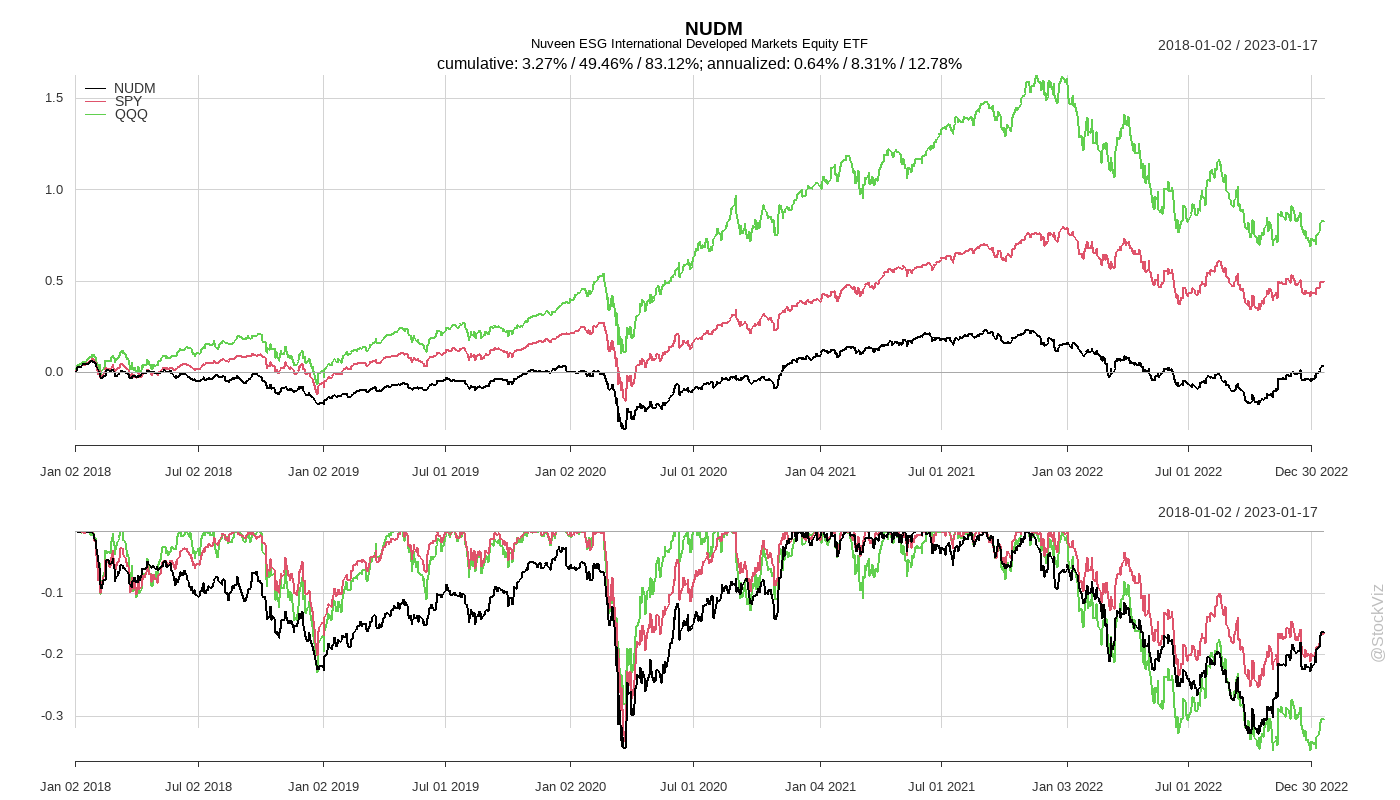 NUDM
Nuveen ESG International Developed Markets Equity ETF
2018-01-02 / 2023-01-17
cumulative: 3.27% / 49.46% / 83.12%; annualized: 0.64% / 8.31% / 12.78%
NUDM
SPY
QQQ
1.5
1.0
0.5
0.0
Jan 02 2018 Jul 02 2018 Jan 02 2019 Jul 01 2019 Jan 02 2020 Jul 01 2020 Jan 04 2021 Jul 01 2021 Jan 03 2022 Jul 01 2022 Dec 30 2022
2018-01-02 / 2023-01-17
-0.1
-0.2
-0.3
Jan 02 2018 Jul 02 2018 Jan 02 2019 Jul 01 2019 Jan 02 2020 Jul 01 2020 Jan 04 2021 Jul 01 2021 Jan 03 2022 Jul 01 2022 Dec 30 2022
@StockViz